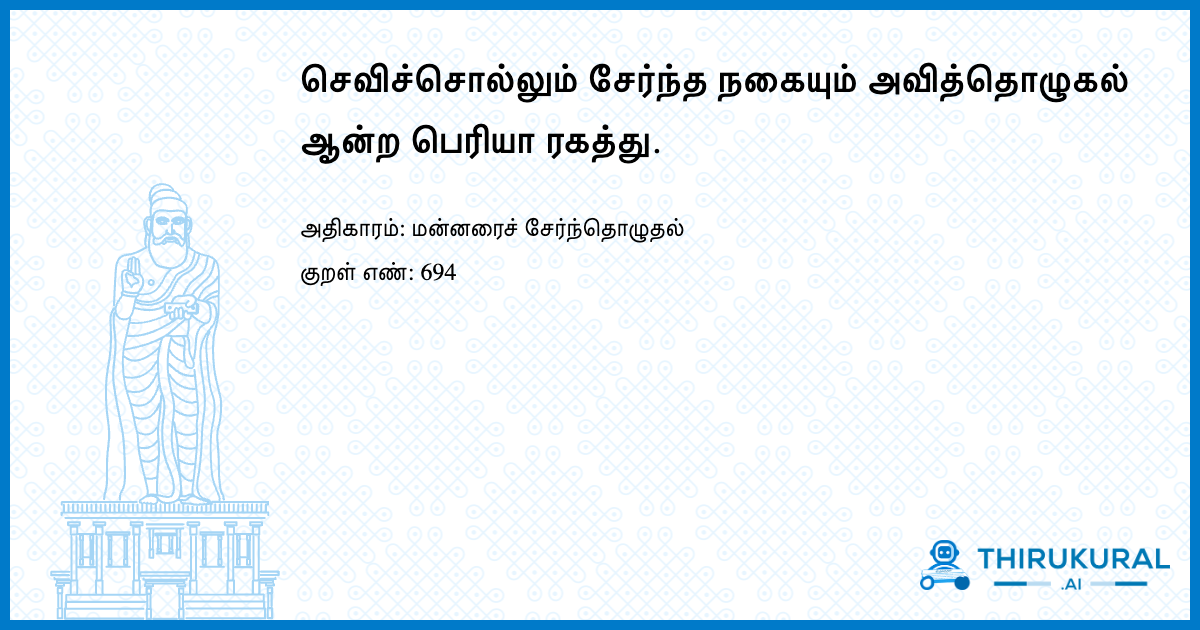 செவிச்சொல்லும் சேர்ந்த நகையும் அவித்தொழுகல்
ஆன்ற பெரியா ரகத்து.
அதிகாரம்: மன்னரைச் சேர்ந்தொழுதல்
குறள் எண்: 694
THIRUKURAL
.AI